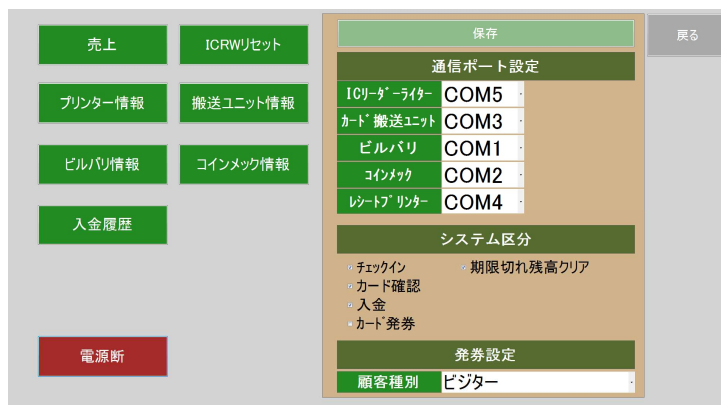 売上
ICRWリセット
プリンター情報
搬送ユニット情報
ビルバリ情報
コインメック情報
入金履歴
電源断
保存
通信ポート設定
ICリーダーライター COM5
カード搬送ユニット COM3
ビルバリ COM1
コインメック COM2
レシートプリンター COM4
システム区分
チェックイン
期限切れ残高クリア
カード確認
入金
カード発券
発券設定
顧客種別 ビジター
戻る